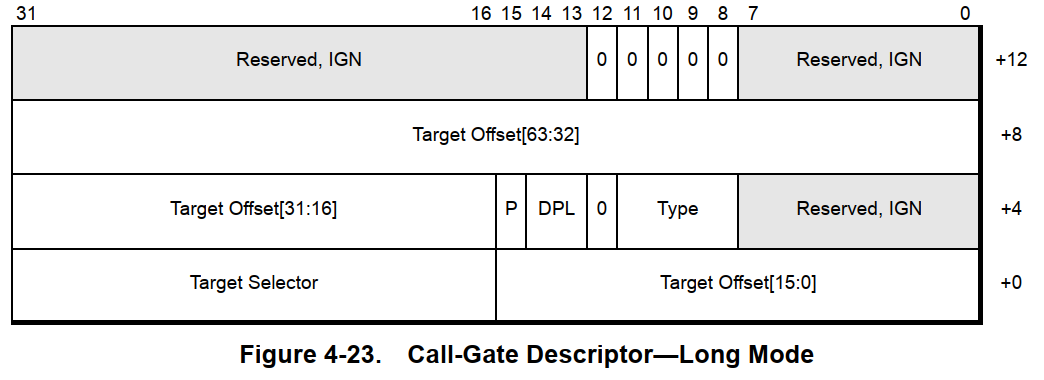 31 16 15 14 13 12 11 10 9 8 7 0
Reserved, IGN 0 0 0 0 0 Reserved, IGN +12
Target Offset[63:32] +8
Target Offset[31:16] P DPL 0 Type Reserved, IGN +4
Target Selector Target Offset[15:0] +0
Figure 4-23. Call-Gate Descriptor—Long Mode